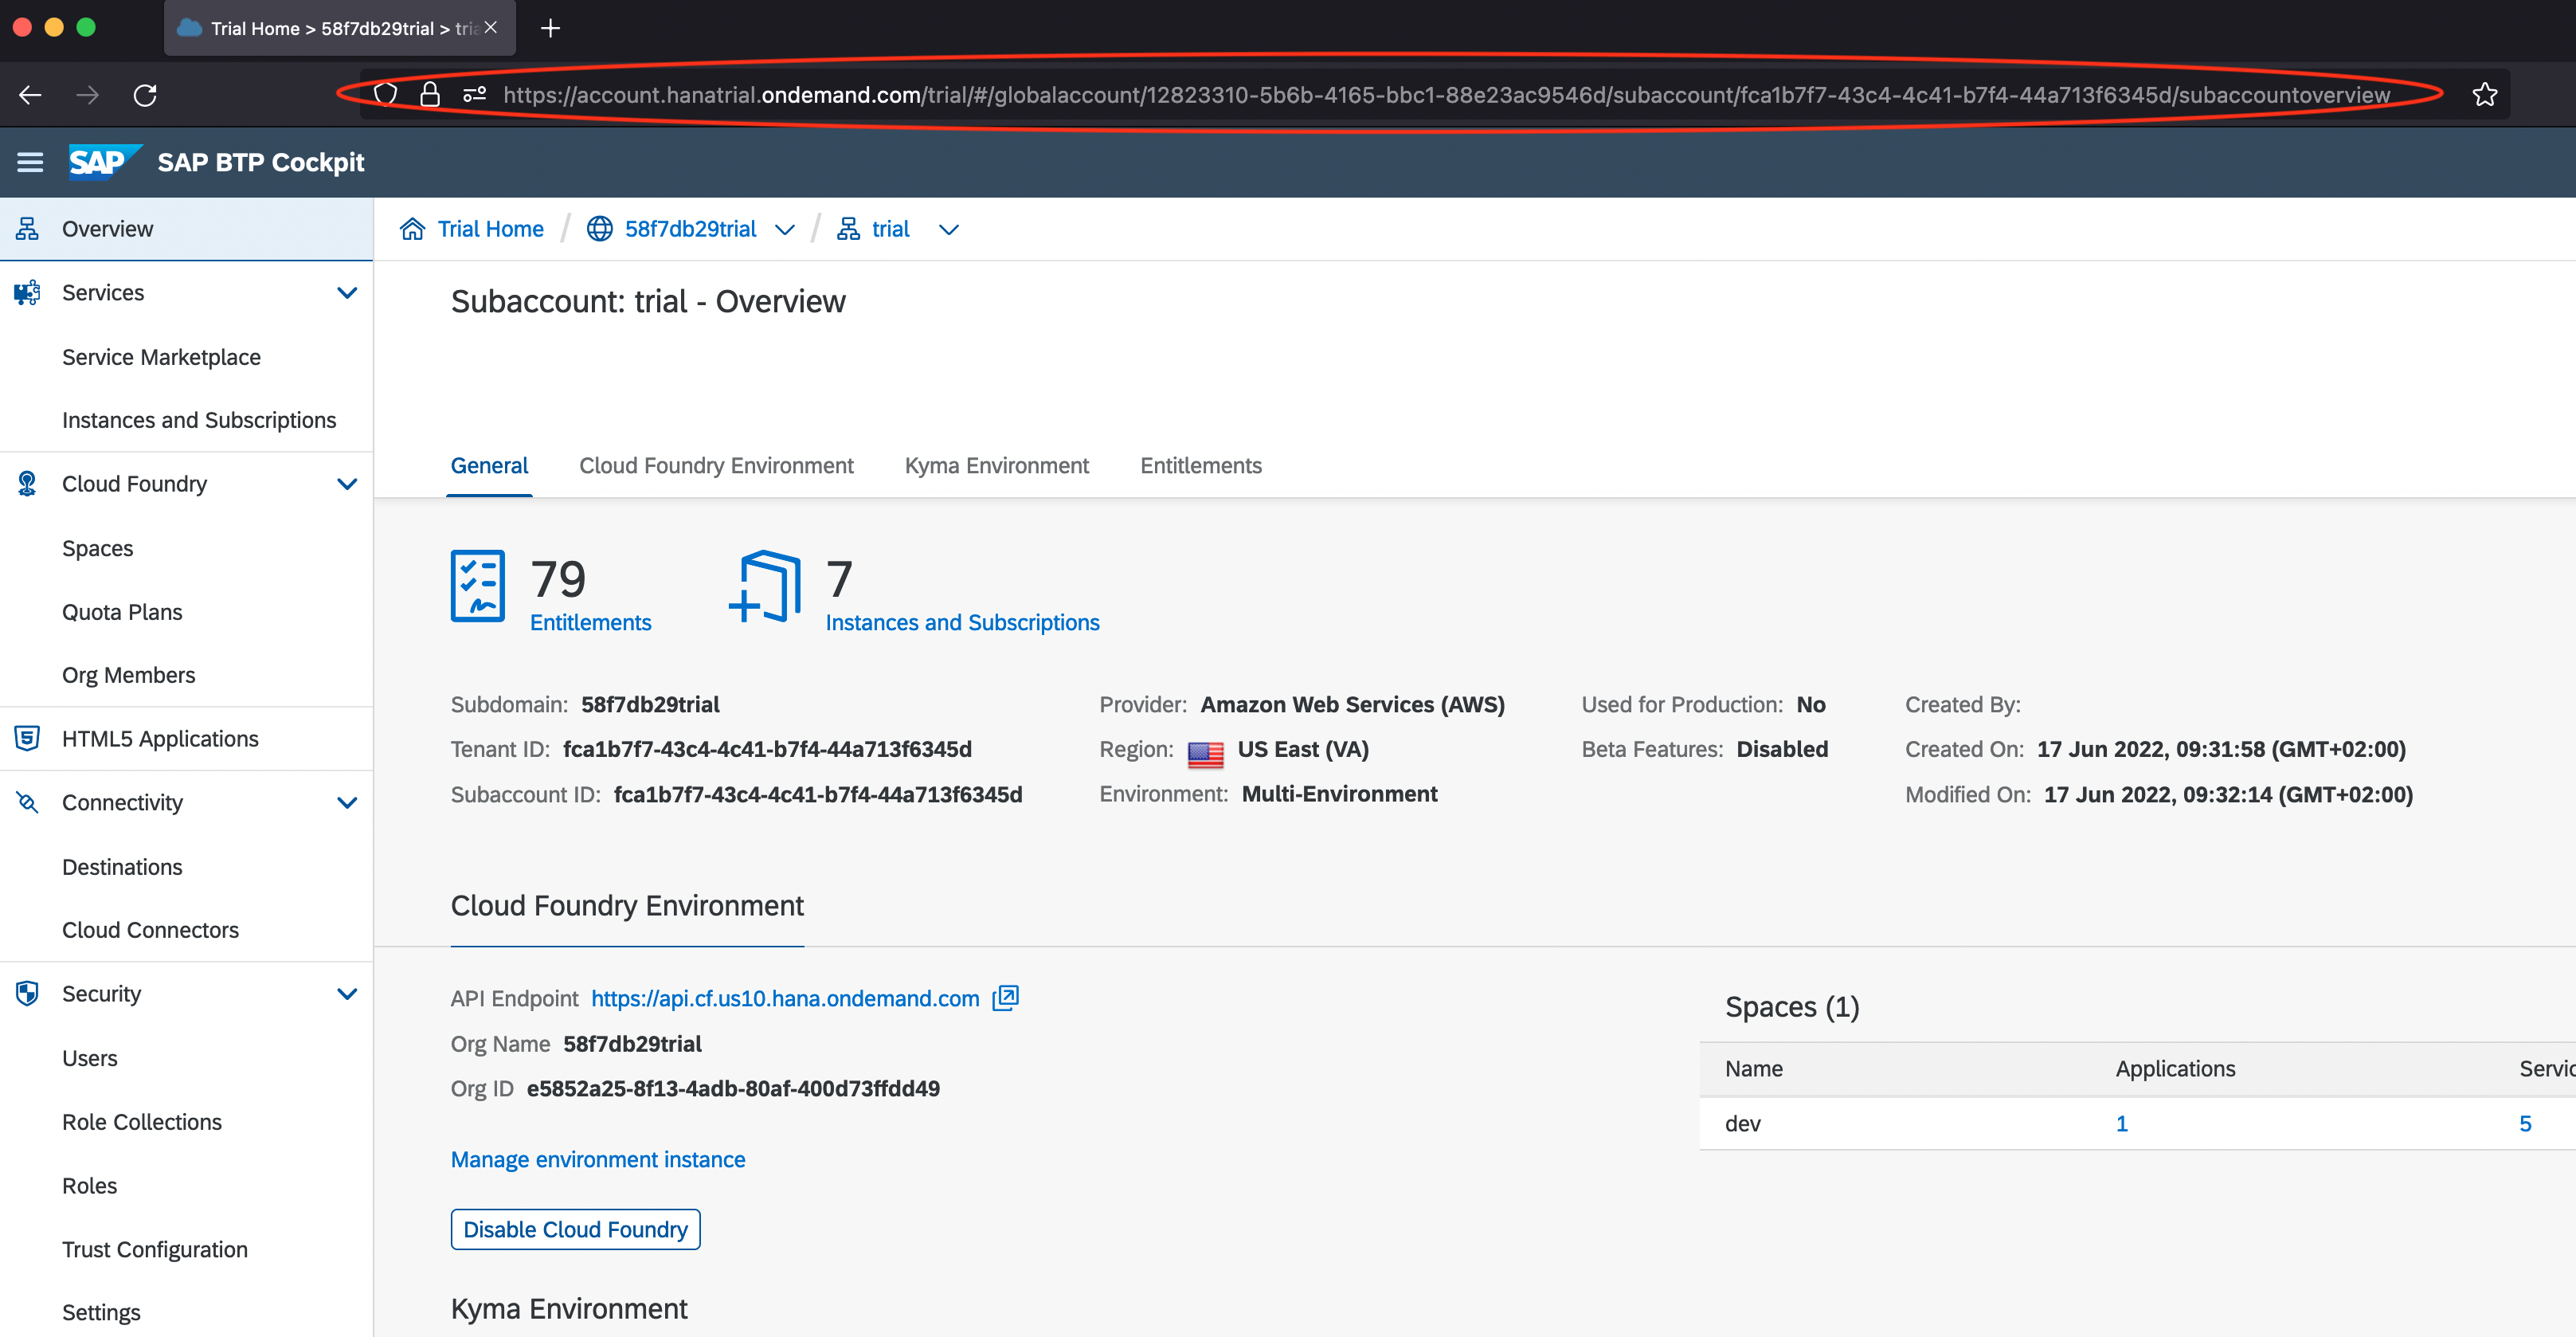 Trial Home > 58f7db29trial > tria
https://account.hanatrial.ondemand.com/trial/#/globalaccount/12823310-5b6b-4165-bbc1-88e23ac9546d/subaccount/fca1b7f7-43c4-4c41-b7f4-44a713f6345d/subaccountoverview
SAP SAP BTP Cockpit
Overview
Services
Service Marketplace
Instances and Subscriptions
Cloud Foundry
Spaces
Quota Plans
Org Members
HTML5 Applications
Connectivity
Destinations
Cloud Connectors
Security
Users
Role Collections
Roles
Trust Configuration
Settings
Trial Home / 58f7db29trial / trial
Subaccount: trial - Overview
General Cloud Foundry Environment Kyma Environment Entitlements
79
Entitlements
7
Instances and Subscriptions
Subdomain: 58f7db29trial
Tenant ID: fca1b7f7-43c4-4c41-b7f4-44a713f6345d
Subaccount ID: fca1b7f7-43c4-4c41-b7f4-44a713f6345d
Provider: Amazon Web Services (AWS)
Region: US East (VA)
Environment: Multi-Environment
Used for Production: No
Beta Features: Disabled
Created By:
Created On: 17 Jun 2022, 09:31:58 (GMT+02:00)
Modified On: 17 Jun 2022, 09:32:14 (GMT+02:00)
Cloud Foundry Environment
API Endpoint https://api.cf.us10.hana.ondemand.com
Org Name 58f7db29trial
Org ID e5852a25-8f13-4adb-80af-400d73ffdd49
Manage environment instance
Disable Cloud Foundry
Spaces (1)
Name Applications Servic
dev 1 5
Kyma Environment